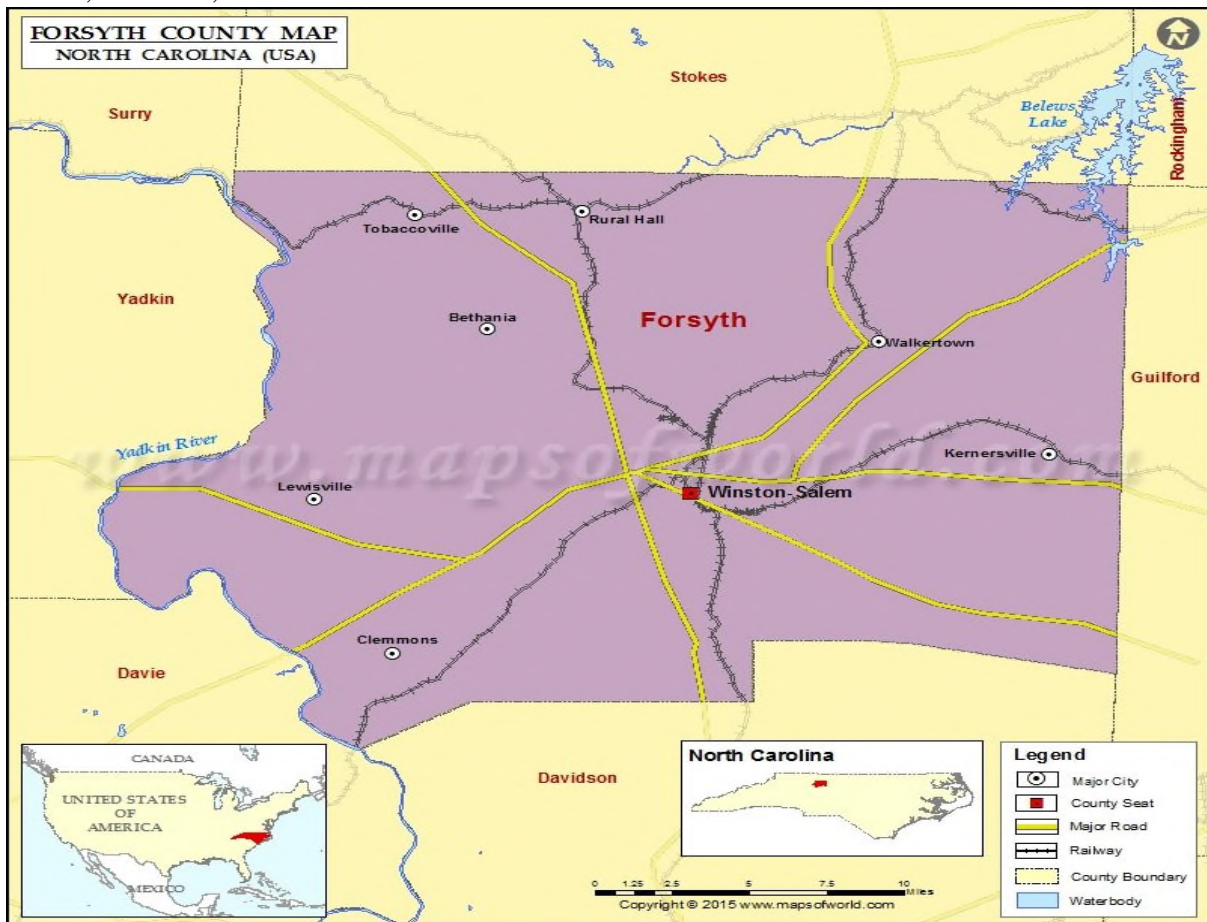 FORSYTH COUNTY MAP
NORTH CAROLINA (USA)
N
Stokes
Surry
Belews
Lake
Rockingham
Tobaccoville
Rural Hall
Yadkin
Bethania
Forsyth
Walkertown
Guilford
Yadkin River
www.mapsofworld.com
Kernersville
Lewisville
Winston-Salem
Clemmons
Davie
Davidson
CANADA
UNITED STATES
OF
AMERICA
MEXICO
North Carolina
Legend
Major City
County Seat
Major Road
Railway
County Boundary
Waterbody
0 1.25 2.5 5 7.5 10
Miles
Copyright © 2015 www.mapsofworld.com